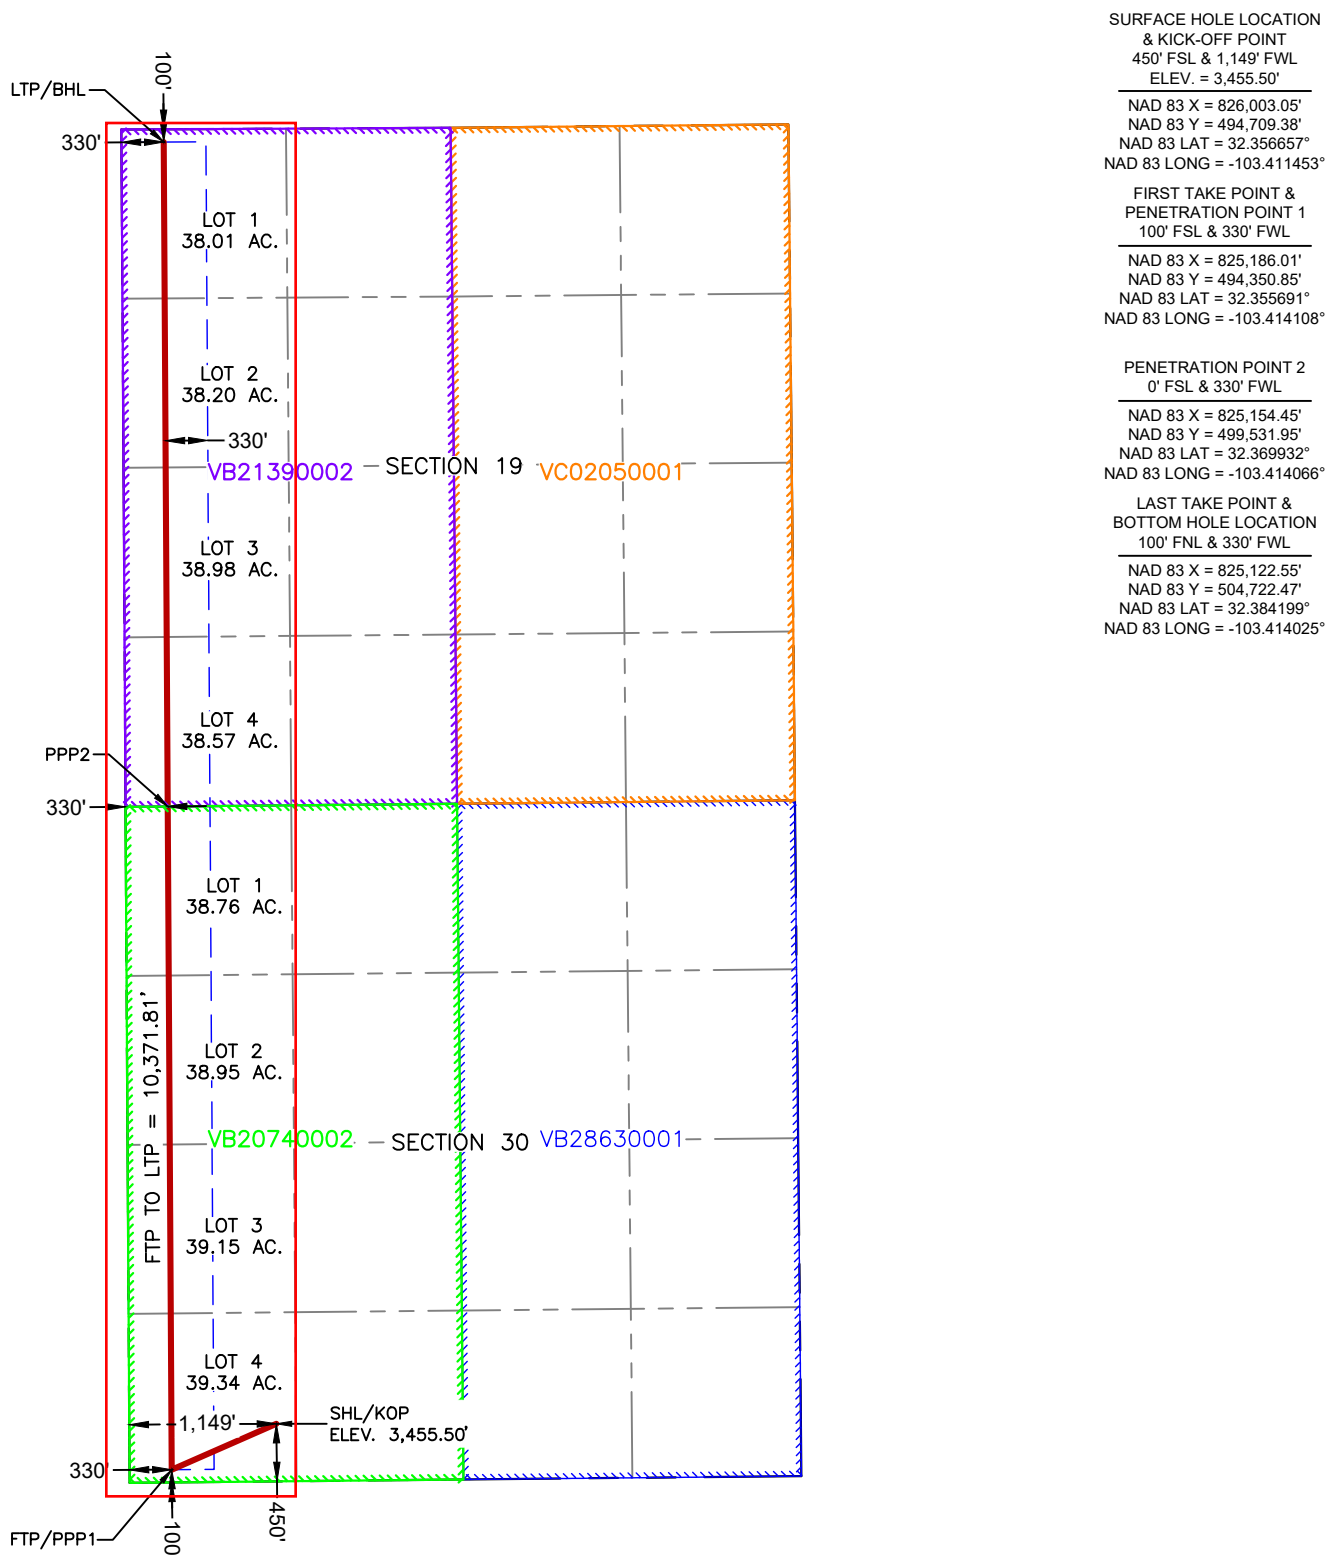 SURFACE HOLE LOCATION
& KICK-OFF POINT
450' FSL & 1,149' FWL
ELEV. = 3,455.50'
NAD 83 X = 826,003.05'
NAD 83 Y = 494,709.38'
NAD 83 LAT = 32.356657°
NAD 83 LONG = -103.411453°
FIRST TAKE POINT &
PENETRATION POINT 1
100' FSL & 330' FWL
NAD 83 X = 825,186.01'
NAD 83 Y = 494,350.85'
NAD 83 LAT = 32.355691°
NAD 83 LONG = -103.414108°
PENETRATION POINT 2
0' FSL & 330' FWL
NAD 83 X = 825,154.45'
NAD 83 Y = 499,531.95'
NAD 83 LAT = 32.369932°
NAD 83 LONG = -103.414066°
LAST TAKE POINT &
BOTTOM HOLE LOCATION
100' FNL & 330' FWL
NAD 83 X = 825,122.55'
NAD 83 Y = 504,722.47'
NAD 83 LAT = 32.384199°
NAD 83 LONG = -103.414025°
100'
LTP/BHL
330'
LOT 1
38.01 AC.
LOT 2
38.20 AC.
330'
VB21390002
SECTION 19
VC02050001
LOT 3
38.98 AC.
LOT 4
38.57 AC.
PPP2
330'
LOT 1
38.76 AC.
FTP TO LTP = 10,371.81'
LOT 2
38.95 AC.
VB20740002
SECTION 30
VB28630001
LOT 3
39.15 AC.
LOT 4
39.34 AC.
1,149'
SHL/KOP
ELEV. 3,455.50'
330'
FTP/PPP1
100
450'